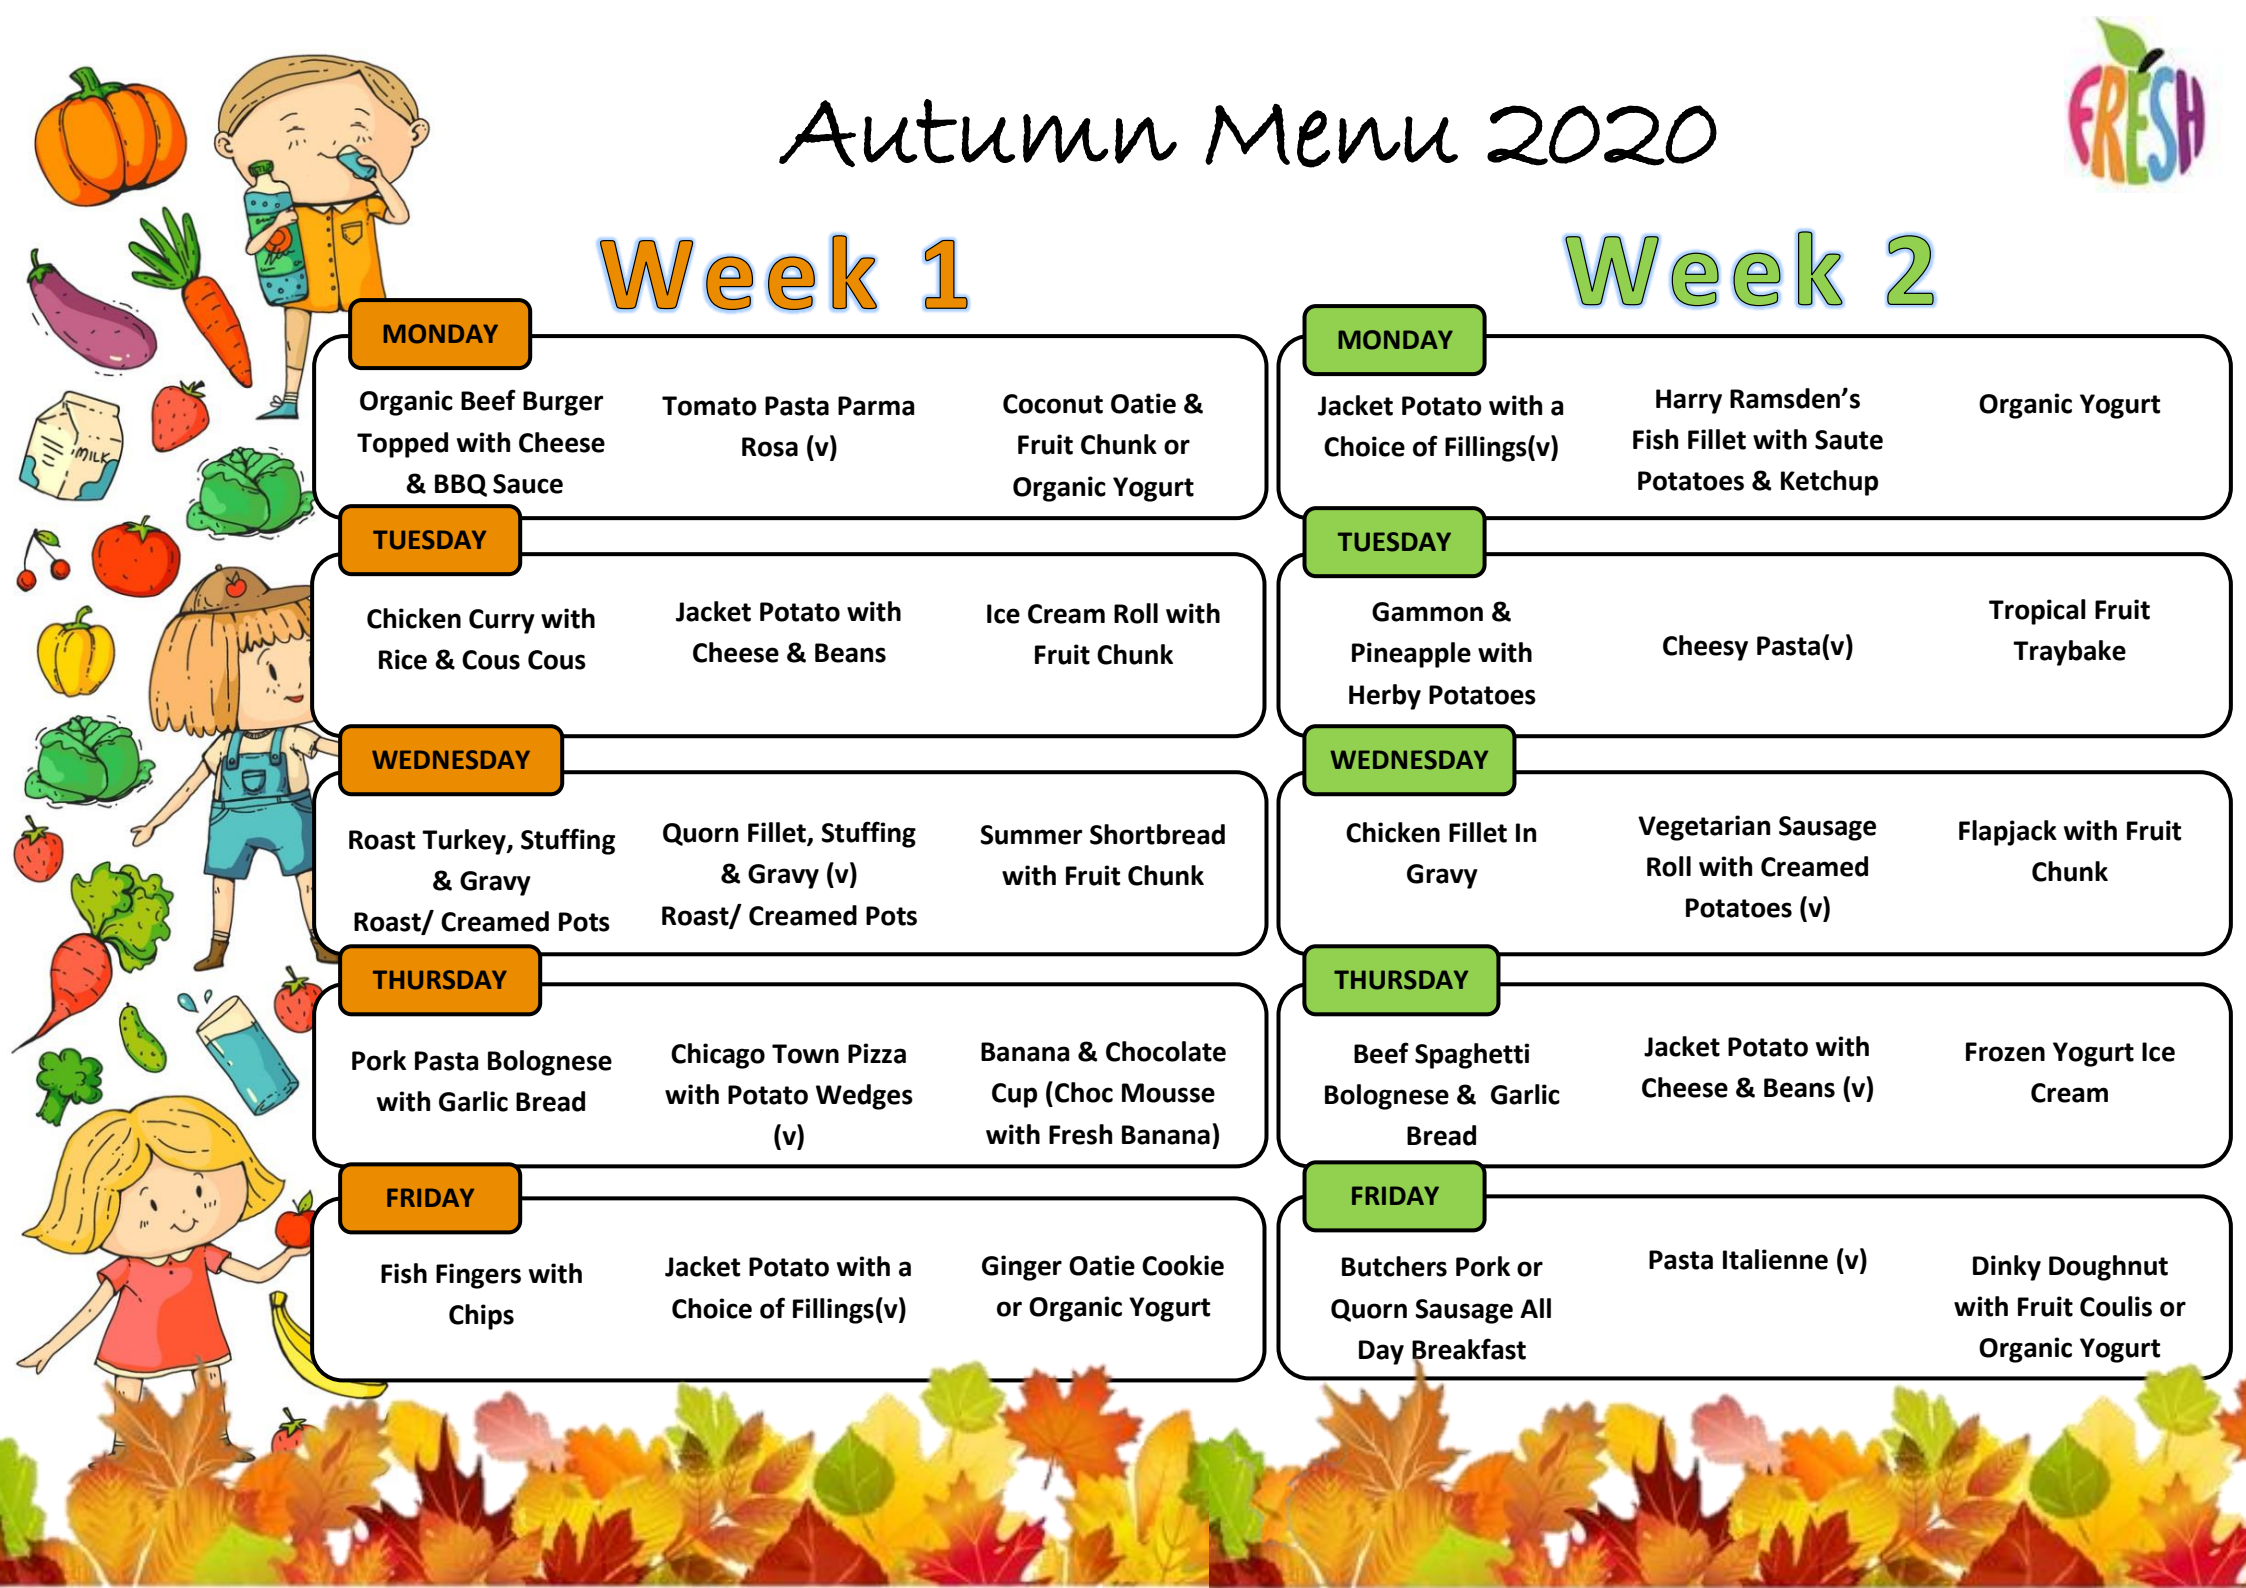 FRESH
Autumn Menu 2020
Week 1
MONDAY
Organic Beef Burger
Topped with Cheese
& BBQ Sauce
Tomato Pasta Parma
Rosa (v)
Coconut Oatie &
Fruit Chunk or
Organic Yogurt
TUESDAY
Chicken Curry with
Rice & Cous Cous
Jacket Potato with
Cheese & Beans
Ice Cream Roll with
Fruit Chunk
WEDNESDAY
Roast Turkey, Stuffing
& Gravy
Roast/ Creamed Pots
Quorn Fillet, Stuffing
& Gravy (v)
Roast/ Creamed Pots
Summer Shortbread
with Fruit Chunk
THURSDAY
Pork Pasta Bolognese
with Garlic Bread
Chicago Town Pizza
with Potato Wedges
(v)
Banana & Chocolate
Cup (Choc Mousse
with Fresh Banana)
FRIDAY
Fish Fingers with
Chips
Jacket Potato with a
Choice of Fillings(v)
Ginger Oatie Cookie
or Organic Yogurt
Week 2
MONDAY
Jacket Potato with a
Choice of Fillings(v)
Harry Ramsden’s
Fish Fillet with Saute
Potatoes & Ketchup
Organic Yogurt
TUESDAY
Gammon &
Pineapple with
Herby Potatoes
Cheesy Pasta(v)
Tropical Fruit
Traybake
WEDNESDAY
Chicken Fillet In
Gravy
Vegetarian Sausage
Roll with Creamed
Potatoes (v)
Flapjack with Fruit
Chunk
THURSDAY
Beef Spaghetti
Bolognese & Garlic
Bread
Jacket Potato with
Cheese & Beans (v)
Frozen Yogurt Ice
Cream
FRIDAY
Butchers Pork or
Quorn Sausage All
Day Breakfast
Pasta Italienne (v)
Dinky Doughnut
with Fruit Coulis or
Organic Yogurt
MILK